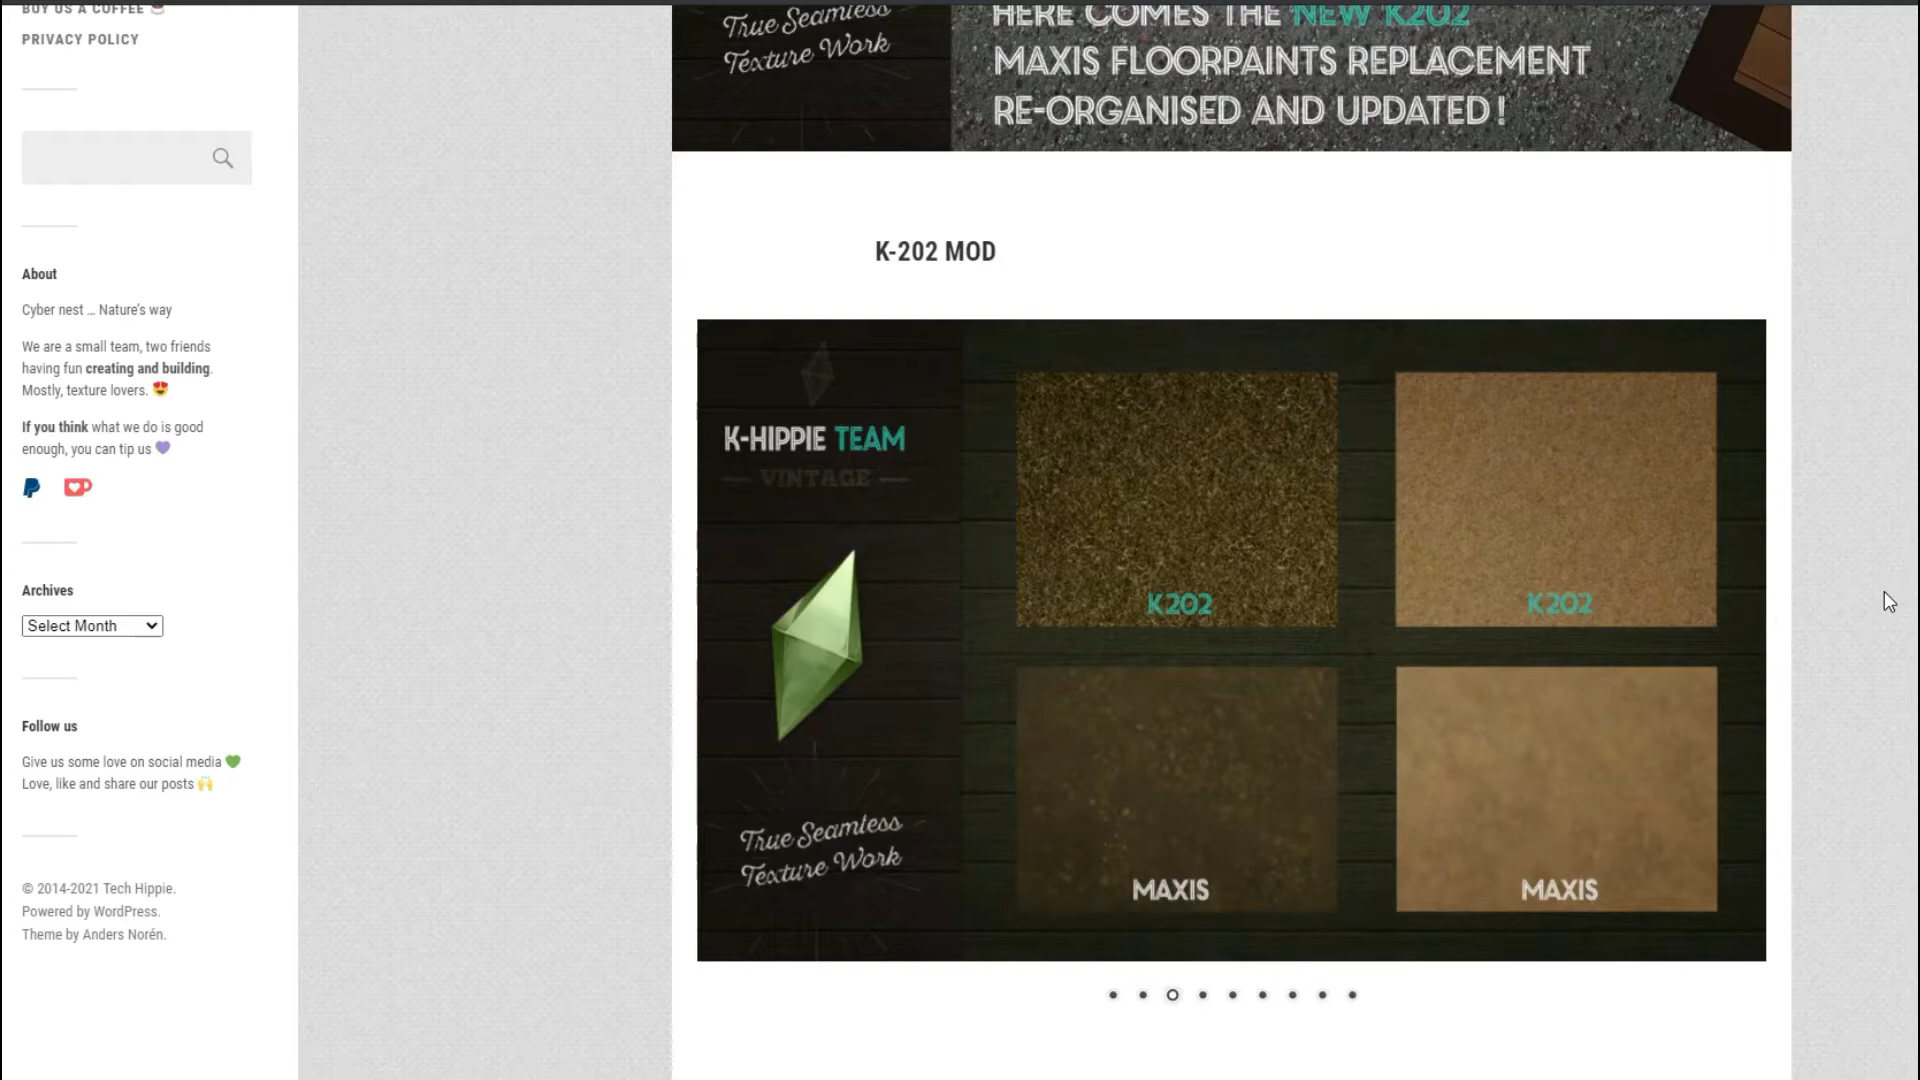 BUY US A COFFEE
PRIVACY POLICY
About
Cyber nest ... Nature's way
We are a small team, two friends
having fun creating and building.
Mostly, texture lovers.
If you think what we do is good
enough, you can tip us
Archives
Select Month
Follow us
Give us some love on social media
Love, like and share our posts
© 2014-2021 Tech Hippie.
Powered by WordPress.
Theme by Anders Norén.
True Seamless
Texture Work
HERE COMES THE NEW K202
MAXIS FLOORPAINTS REPLACEMENT
RE-ORGANISED AND UPDATED!
K-202 MOD
K-HIPPIE TEAM
VINTAGE
True Seamless
Texture Work
K202
K202
MAXIS
MAXIS